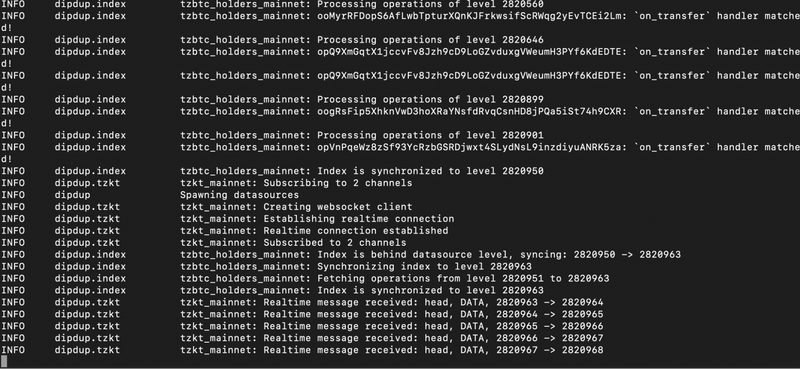 INFO dipdup.index tzbtc_holders_mainnet: Processing operations of level 2820560
INFO dipdup.index tzbtc_holders_mainnet: ooMyrRFDopS6AfLwbTpturXQnKJFrkwsifScRWqg2yEvTCEi2Lm: `on_transfer` handler matche
d!
INFO dipdup.index tzbtc_holders_mainnet: Processing operations of level 2820646
INFO dipdup.index tzbtc_holders_mainnet: opQ9XmGqtX1jccvFv8Jzh9cD9LoGZvduxgVWeumH3PYf6KdEDTE: `on_transfer` handler matche
d!
INFO dipdup.index tzbtc_holders_mainnet: opQ9XmGqtX1jccvFv8Jzh9cD9LoGZvduxgVWeumH3PYf6KdEDTE: `on_transfer` handler matche
d!
INFO dipdup.index tzbtc_holders_mainnet: Processing operations of level 2820899
INFO dipdup.index tzbtc_holders_mainnet: oogRsFip5XhknVwD3hoXRaYNsfdRvqCsnHD8jPQa5iSt74h9CXR: `on_transfer` handler matche
d!
INFO dipdup.index tzbtc_holders_mainnet: Processing operations of level 2820901
INFO dipdup.index tzbtc_holders_mainnet: opVnPqeWz8zSf93YcRzbGSRDjwxt4SLydNsL9inzdiyuANRK5za: `on_transfer` handler matche
d!
INFO dipdup.index tzbtc_holders_mainnet: Index is synchronized to level 2820950
INFO dipdup.tzkt tzkt_mainnet: Subscribing to 2 channels
INFO dipdup Spawning datasources
INFO dipdup.tzkt tzkt_mainnet: Creating websocket client
INFO dipdup.tzkt tzkt_mainnet: Establishing realtime connection
INFO dipdup.tzkt tzkt_mainnet: Realtime connection established
INFO dipdup.tzkt tzkt_mainnet: Subscribed to 2 channels
INFO dipdup.index tzbtc_holders_mainnet: Index is behind datasource level, syncing: 2820950 -> 2820963
INFO dipdup.index tzbtc_holders_mainnet: Synchronizing index to level 2820963
INFO dipdup.index tzbtc_holders_mainnet: Fetching operations from level 2820951 to 2820963
INFO dipdup.index tzbtc_holders_mainnet: Index is synchronized to level 2820963
INFO dipdup.tzkt tzkt_mainnet: Realtime message received: head, DATA, 2820963 -> 2820964
INFO dipdup.tzkt tzkt_mainnet: Realtime message received: head, DATA, 2820964 -> 2820965
INFO dipdup.tzkt tzkt_mainnet: Realtime message received: head, DATA, 2820965 -> 2820966
INFO dipdup.tzkt tzkt_mainnet: Realtime message received: head, DATA, 2820966 -> 2820967
INFO dipdup.tzkt tzkt_mainnet: Realtime message received: head, DATA, 2820967 -> 2820968